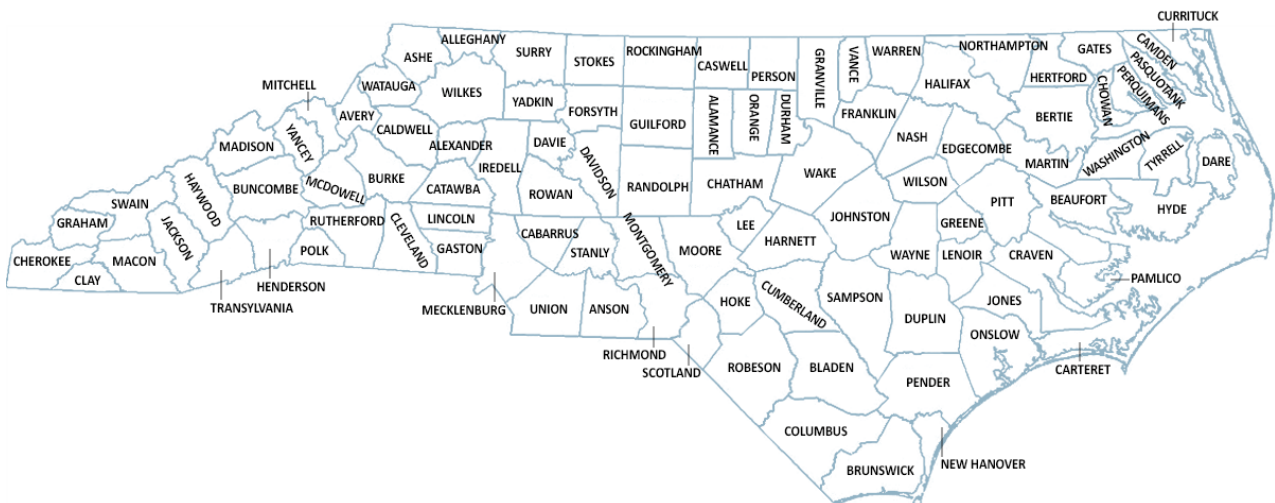 CURRITUCK
ALLEGHANY
ASHE
SURRY
STOKES
ROCKINGHAM
CASWELL
PERSON
GRANVILLE
VANCE
WARREN
NORTHAMPTON
GATES
CAMDEN
PASQUOTANK
PERQUIMANS
CHOWAN
HERTFORD
HALIFAX
MITCHELL
WATAUGA
WILKES
YADKIN
FORSYTH
GUILFORD
ALAMANCE
ORANGE
DURHAM
FRANKLIN
BERTIE
AVERY
CALDWELL
ALEXANDER
IREDELL
DAVIE
DAVIDSON
NASH
EDGECOMBE
MARTIN
WASHINGTON
TYRRELL
DARE
MADISON
YANCEY
MCDOWELL
BURKE
CATAWBA
ROWAN
RANDOLPH
CHATHAM
WAKE
WILSON
PITT
BEAUFORT
HYDE
HAYWOOD
BUNCOMBE
SWAIN
GRAHAM
JACKSON
RUTHERFORD
CLEVELAND
LINCOLN
GASTON
CABARRUS
STANLY
MONTGOMERY
MOORE
LEE
HARNETT
JOHNSTON
GREENE
WAYNE
LENOIR
CRAVEN
PAMLICO
CHEROKEE
CLAY
MACON
POLK
HENDERSON
TRANSYLVANIA
MECKLENBURG
UNION
ANSON
HOKE
CUMBERLAND
SAMPSON
DUPLIN
JONES
ONSLOW
RICHMOND
SCOTLAND
ROBESON
BLADEN
PENDER
CARTERET
COLUMBUS
BRUNSWICK
NEW HANOVER